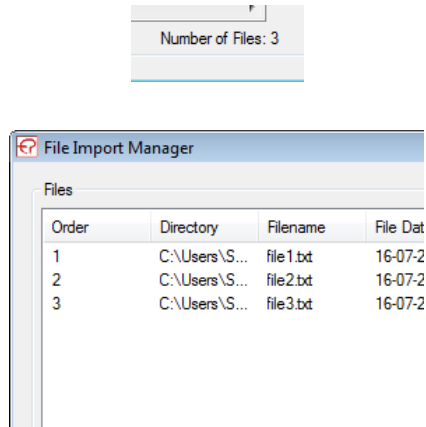 Number of Files: 3
File Import Manager
Files
Order Directory Filename File Dat
1 C:\Users\S... file1.txt 16-07-2
2 C:\Users\S... file2.txt 16-07-2
3 C:\Users\S... file3.txt 16-07-2